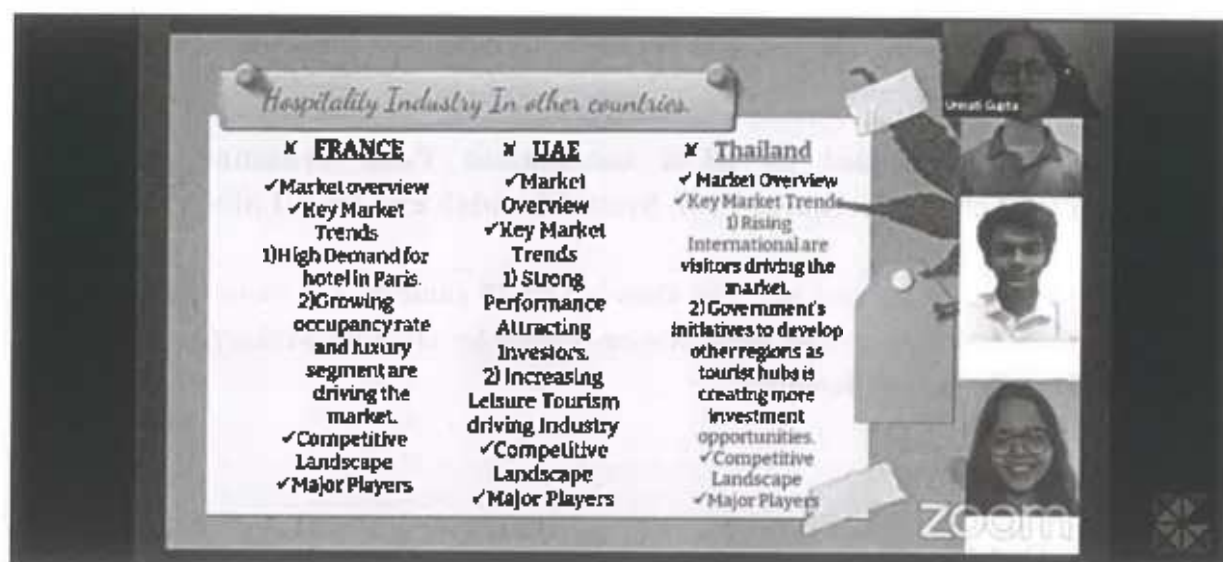 Hospitality Industry In other countries.
FRANCE
✓Market overview
✓Key Market
Trends
1)High Demand for
hotel in Paris.
2)Growing
occupancy rate
and luxury
segment are
driving the
market.
✓Competitive
Landscape
✓Major Players
UAE
✓Market
Overview
✓Key Market
Trends
1) Strong
Performance
Attracting
Investors.
2) Increasing
Leisure Tourism
driving Industry
✓Competitive
Landscape
✓Major Players
Thailand
✓ Market Overview
✓Key Market Trends
1) Rising
International are
visitors driving the
market.
2) Government's
initiatives to develop
other regions as
tourist hubs is
creating more
investment
opportunities.
✓Competitive
Landscape
✓Major Players
Unnati Gupta
zoom